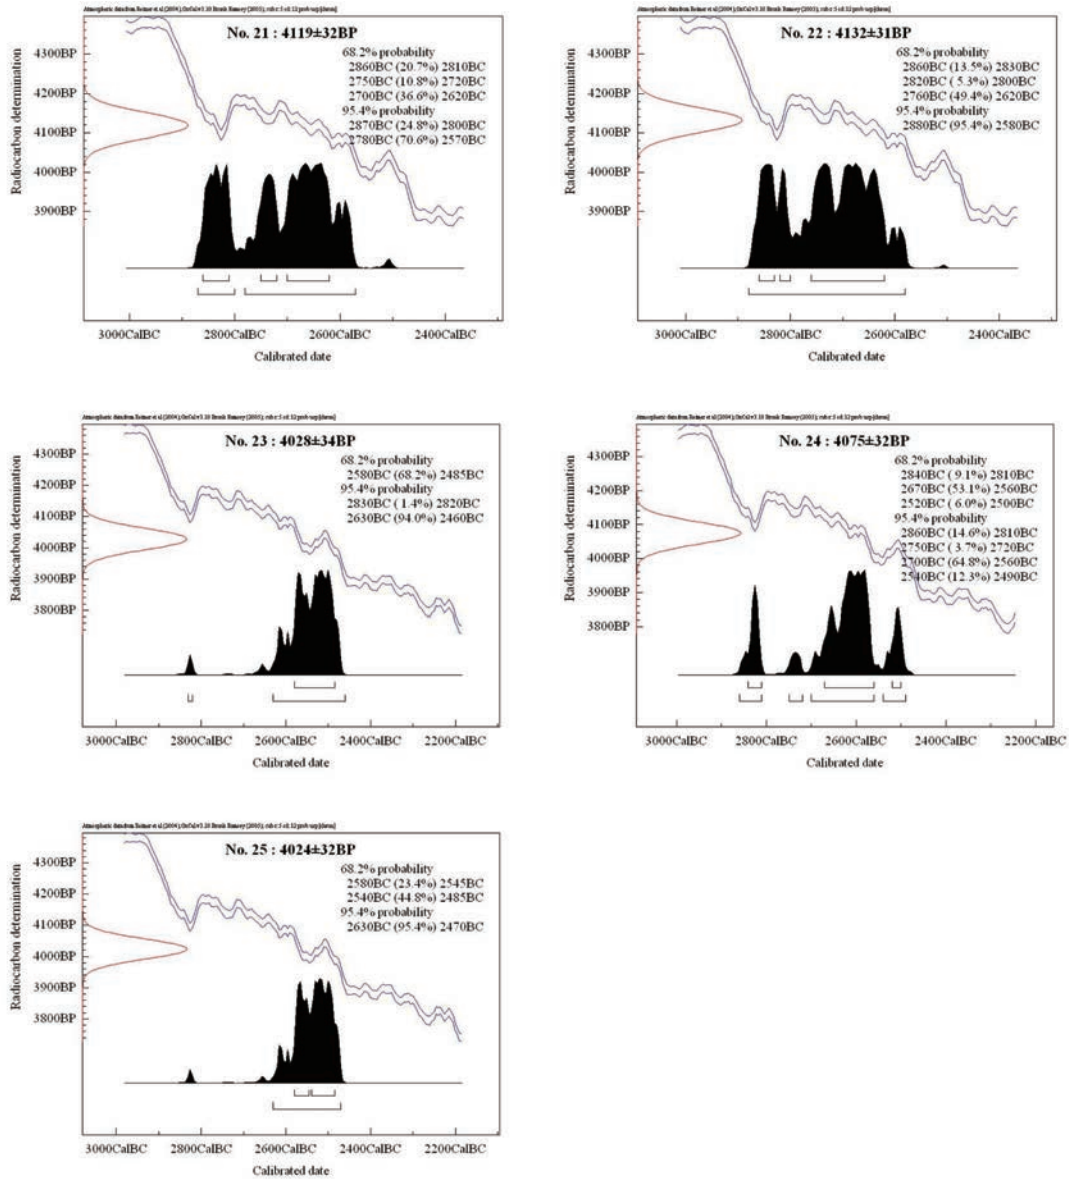 No. 21 : 4119±32BP
68.2% probability
2860BC (20.7%) 2810BC
2750BC (10.8%) 2720BC
2700BC (36.6%) 2620BC
95.4% probability
2870BC (24.8%) 2800BC
2780BC (70.6%) 2570BC
Radiocarbon determination
4300BP
4200BP
4100BP
4000BP
3900BP
3000CalBC 2800CalBC 2600CalBC 2400CalBC
Calibrated date
No. 22 : 4132±31BP
68.2% probability
2860BC (13.5%) 2830BC
2820BC ( 5.3%) 2800BC
2760BC (49.4%) 2620BC
95.4% probability
2880BC (95.4%) 2580BC
Radiocarbon determination
4300BP
4200BP
4100BP
4000BP
3900BP
3000CalBC 2800CalBC 2600CalBC 2400CalBC
Calibrated date
No. 23 : 4028±34BP
68.2% probability
2580BC (68.2%) 2485BC
95.4% probability
2830BC ( 1.4%) 2820BC
2630BC (94.0%) 2460BC
Radiocarbon determination
4300BP
4200BP
4100BP
4000BP
3900BP
3800BP
3000CalBC 2800CalBC 2600CalBC 2400CalBC 2200CalBC
Calibrated date
No. 24 : 4075±32BP
68.2% probability
2840BC ( 9.1%) 2810BC
2670BC (53.1%) 2560BC
2520BC ( 6.0%) 2500BC
95.4% probability
2860BC (14.6%) 2810BC
2750BC ( 3.7%) 2720BC
2700BC (64.8%) 2560BC
2540BC (12.3%) 2490BC
Radiocarbon determination
4300BP
4200BP
4100BP
4000BP
3900BP
3800BP
3000CalBC 2800CalBC 2600CalBC 2400CalBC 2200CalBC
Calibrated date
No. 25 : 4024±32BP
68.2% probability
2580BC (23.4%) 2545BC
2540BC (44.8%) 2485BC
95.4% probability
2630BC (95.4%) 2470BC
Radiocarbon determination
4300BP
4200BP
4100BP
4000BP
3900BP
3800BP
3000CalBC 2800CalBC 2600CalBC 2400CalBC 2200CalBC
Calibrated date